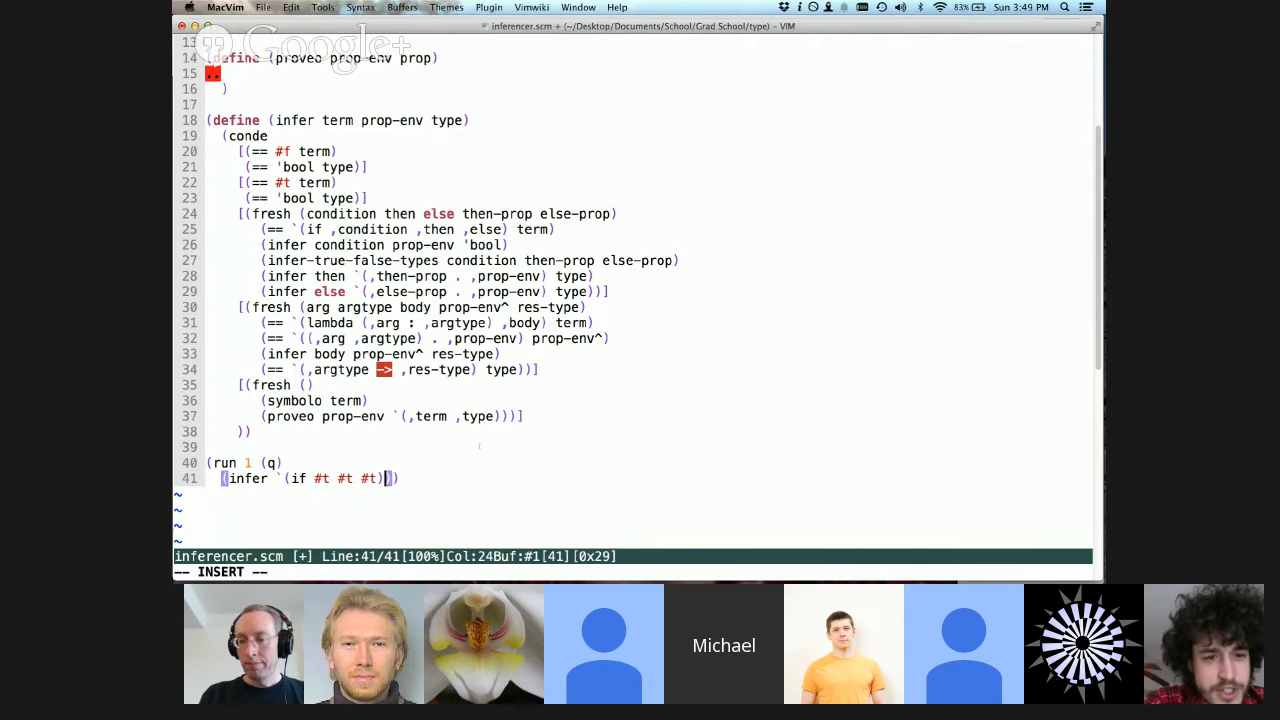 MacVim File Edit Tools Syntax Buffers Themes Plugin Vimwiki Window Help 83% Sun 3:49 PM
inferencer.scm + (~/Desktop/Documents/School/Grad School/type) - VIM
Google+
13
14 (define (proveo prop-env prop)
15 ..
16   )
17
18 (define (infer term prop-env type)
19   (conde
20     [(== #f term)
21      (== 'bool type)]
22     [(== #t term)
23      (== 'bool type)]
24     [(fresh (condition then else then-prop else-prop)
25        (== `(if ,condition ,then ,else) term)
26        (infer condition prop-env 'bool)
27        (infer-true-false-types condition then-prop else-prop)
28        (infer then `(,then-prop . ,prop-env) type)
29        (infer else `(,else-prop . ,prop-env) type))]
30     [(fresh (arg argtype body prop-env^ res-type)
31        (== `(lambda (,arg : ,argtype) ,body) term)
32        (== `((,arg ,argtype) . ,prop-env) prop-env^)
33        (infer body prop-env^ res-type)
34        (== `(,argtype -> ,res-type) type))]
35     [(fresh ()
36        (symbolo term)
37        (proveo prop-env `(,term ,type)))]
38     ))
39
40 (run 1 (q)
41   (infer `(if #t #t #t)))
~
~
~
~
inferencer.scm [+] Line:41/41[100%]Col:24Buf:#1[41][0x29]
-- INSERT --
Michael